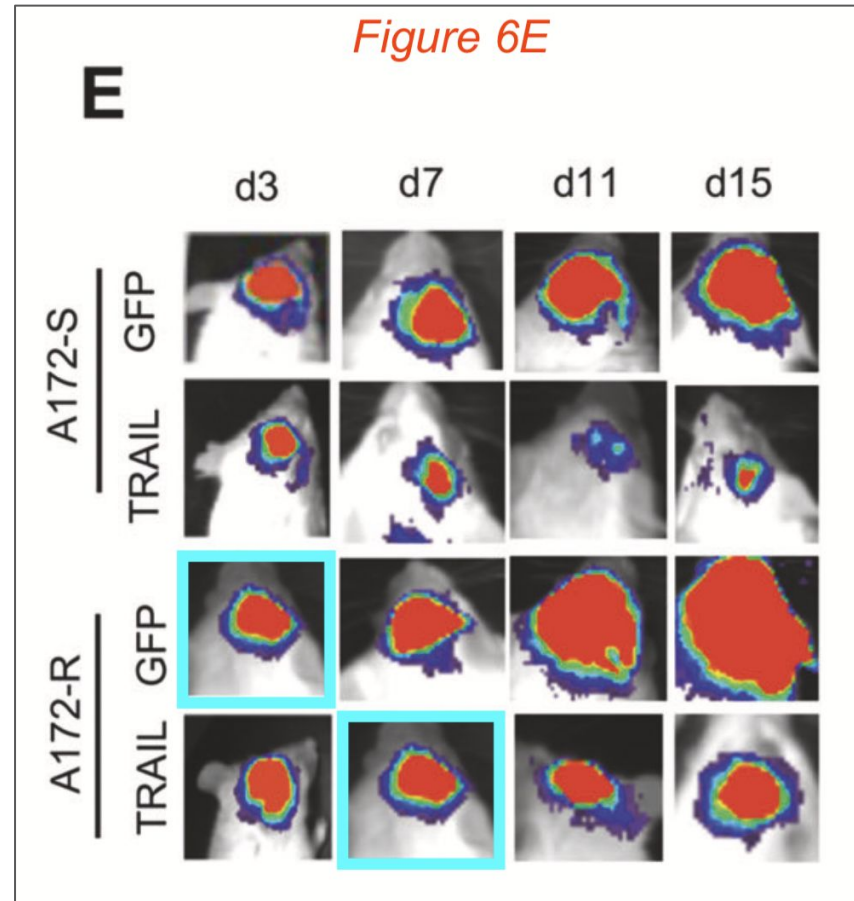 Figure 6E
E
d3 d7 d11 d15
A172-S
GFP
TRAIL
A172-R
GFP
TRAIL